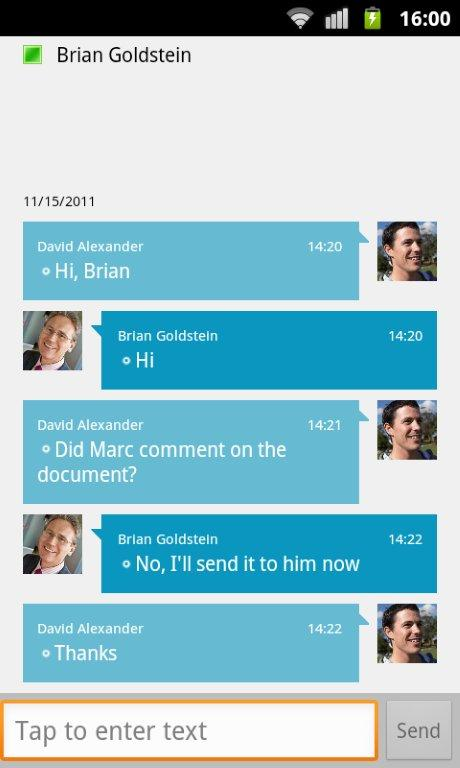 16:00
Brian Goldstein
11/15/2011
David Alexander 14:20
Hi, Brian
Brian Goldstein 14:20
Hi
David Alexander 14:21
Did Marc comment on the
document?
Brian Goldstein 14:22
No, I'll send it to him now
David Alexander 14:22
Thanks
Tap to enter text Send